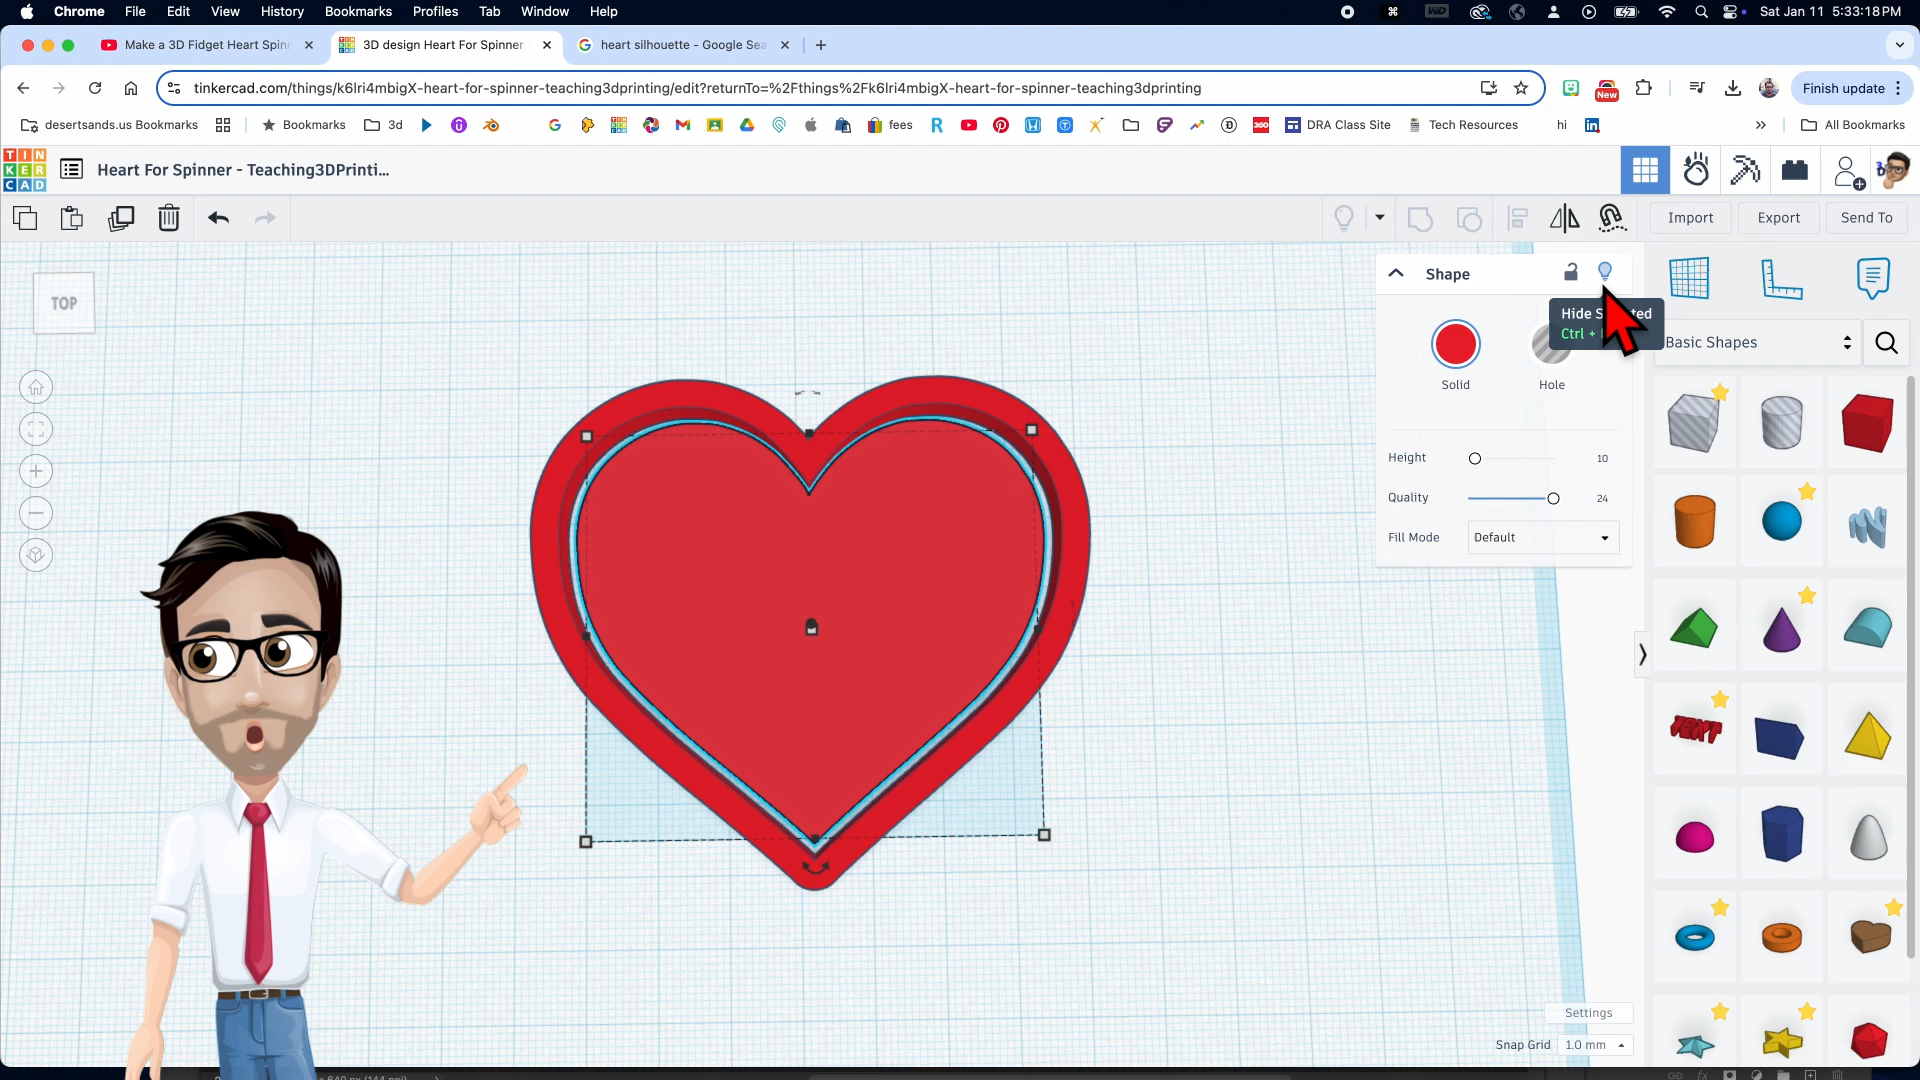 Chrome File Edit View History Bookmarks Profiles Tab Window Help Sat Jan 11 5:33:18 PM
Make a 3D Fidget Heart Spin 3D design Heart For Spinner heart silhouette - Google Sea
tinkercad.com/things/k6lri4mbigX-heart-for-spinner-teaching3dprinting/edit?returnTo=%2Fthings%2Fk6lri4mbigX-heart-for-spinner-teaching3dprinting New Finish update
desertsands.us Bookmarks Bookmarks 3d fees DRA Class Site Tech Resources hi All Bookmarks
TIN
KER
CAD
Heart For Spinner - Teaching3DPrinti...
Import Export Send To
TOP
Shape
Hide
Ctrl +
Basic Shapes
Solid Hole
Height 10
Quality 24
Fill Mode Default
TEXT
Settings
Snap Grid 1.0 mm